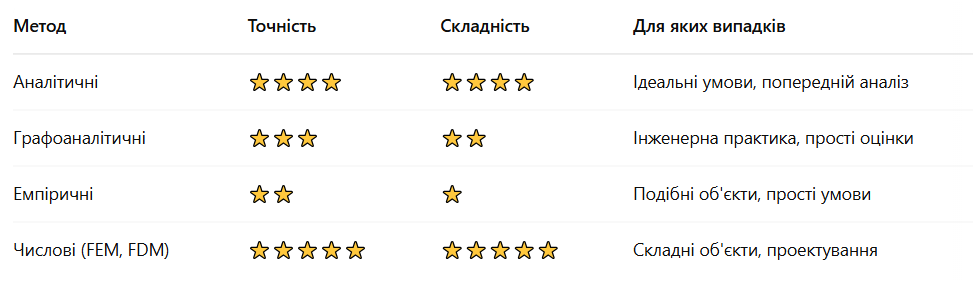 Метод Точність Складність Для яких випадків
Аналітичні ⭐⭐⭐⭐ ⭐⭐⭐⭐ Ідеальні умови, попередній аналіз
Графоаналітичні ⭐⭐⭐ ⭐⭐ Інженерна практика, прості оцінки
Емпіричні ⭐⭐ ⭐ Подібні об'єкти, прості умови
Числові (FEM, FDM) ⭐⭐⭐⭐⭐ ⭐⭐⭐⭐⭐ Складні об'єкти, проектування